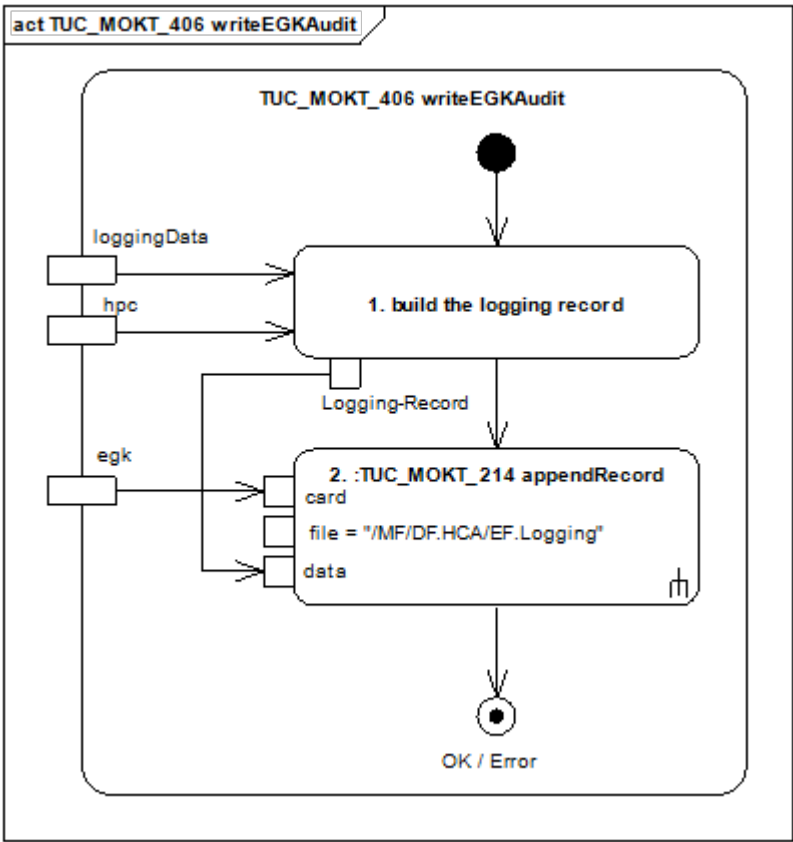 act TUC_MOKT_406 writeEGKAudit
TUC_MOKT_406 writeEGKAudit
loggingData
hpc
1. build the logging record
Logging-Record
egk
2. :TUC_MOKT_214 appendRecord
card
file = "/MF/DF.HCA/EF.Logging"
data
OK / Error